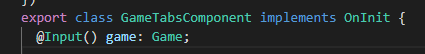 })
export class GameTabsComponent implements OnInit {
@Input() game: Game;